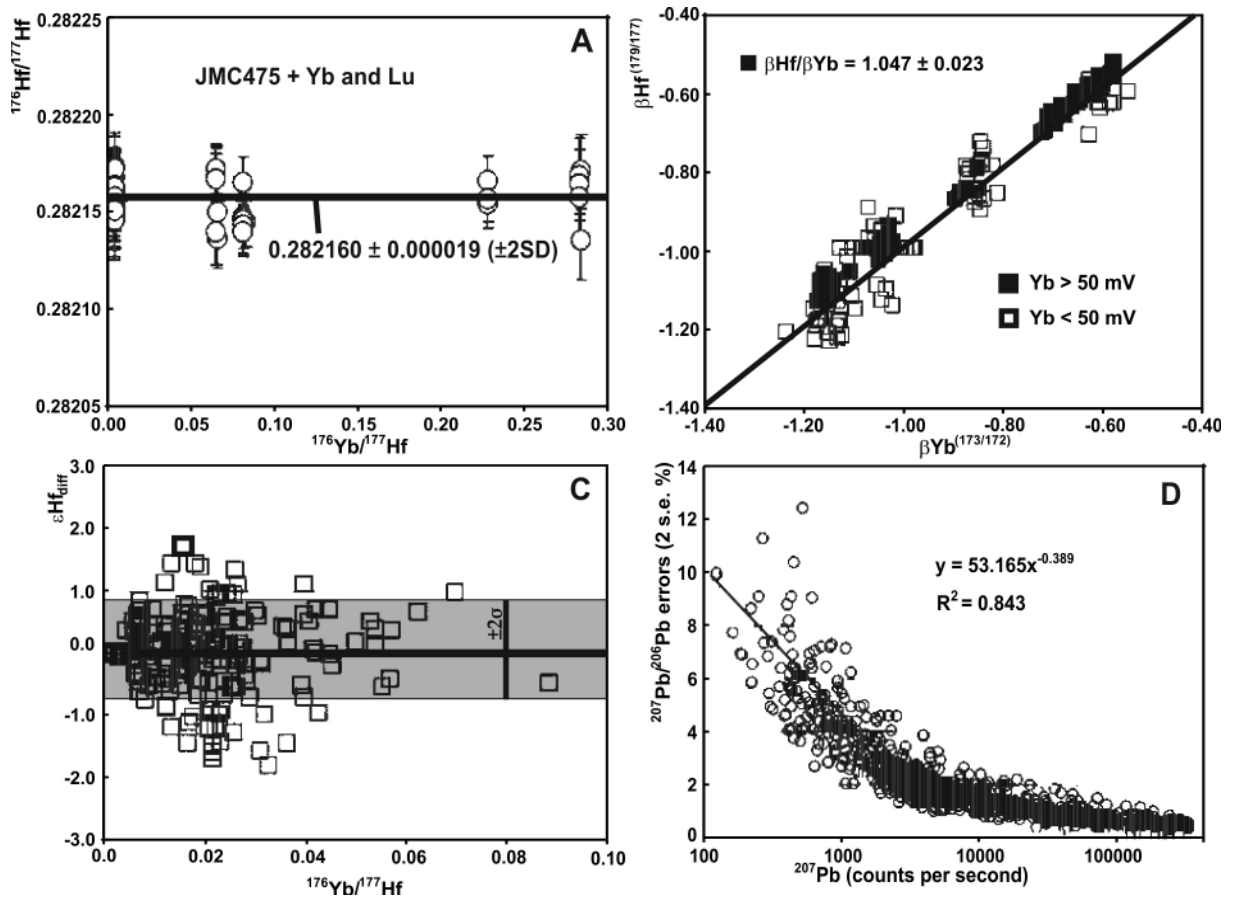 A
JMC475 + Yb and Lu
0.282160 ± 0.000019 (±2SD)
¹⁷⁶Hf/¹⁷⁷Hf
0.28225
0.28220
0.28215
0.28210
0.28205
0.00 0.05 0.10 0.15 0.20 0.25 0.30
¹⁷⁶Yb/¹⁷⁷Hf
βHf⁽¹⁷⁹/¹⁷⁷⁾
-0.40
-0.60
-0.80
-1.00
-1.20
-1.40
βHf/βYb = 1.047 ± 0.023
Yb > 50 mV
Yb < 50 mV
-1.40 -1.20 -1.00 -0.80 -0.60 -0.40
βYb⁽¹⁷³/¹⁷²⁾
C
εHf diff
3.0
2.0
1.0
0.0
-1.0
-2.0
-3.0
±2σ
0.0 0.02 0.04 0.06 0.08 0.10
¹⁷⁶Yb/¹⁷⁷Hf
D
²⁰⁷Pb/²⁰⁶Pb errors (2 s.e. %)
14
12
10
8
6
4
2
0
y = 53.165x⁻⁰·³⁸⁹
R² = 0.843
100 1000 10000 100000
²⁰⁷Pb (counts per second)